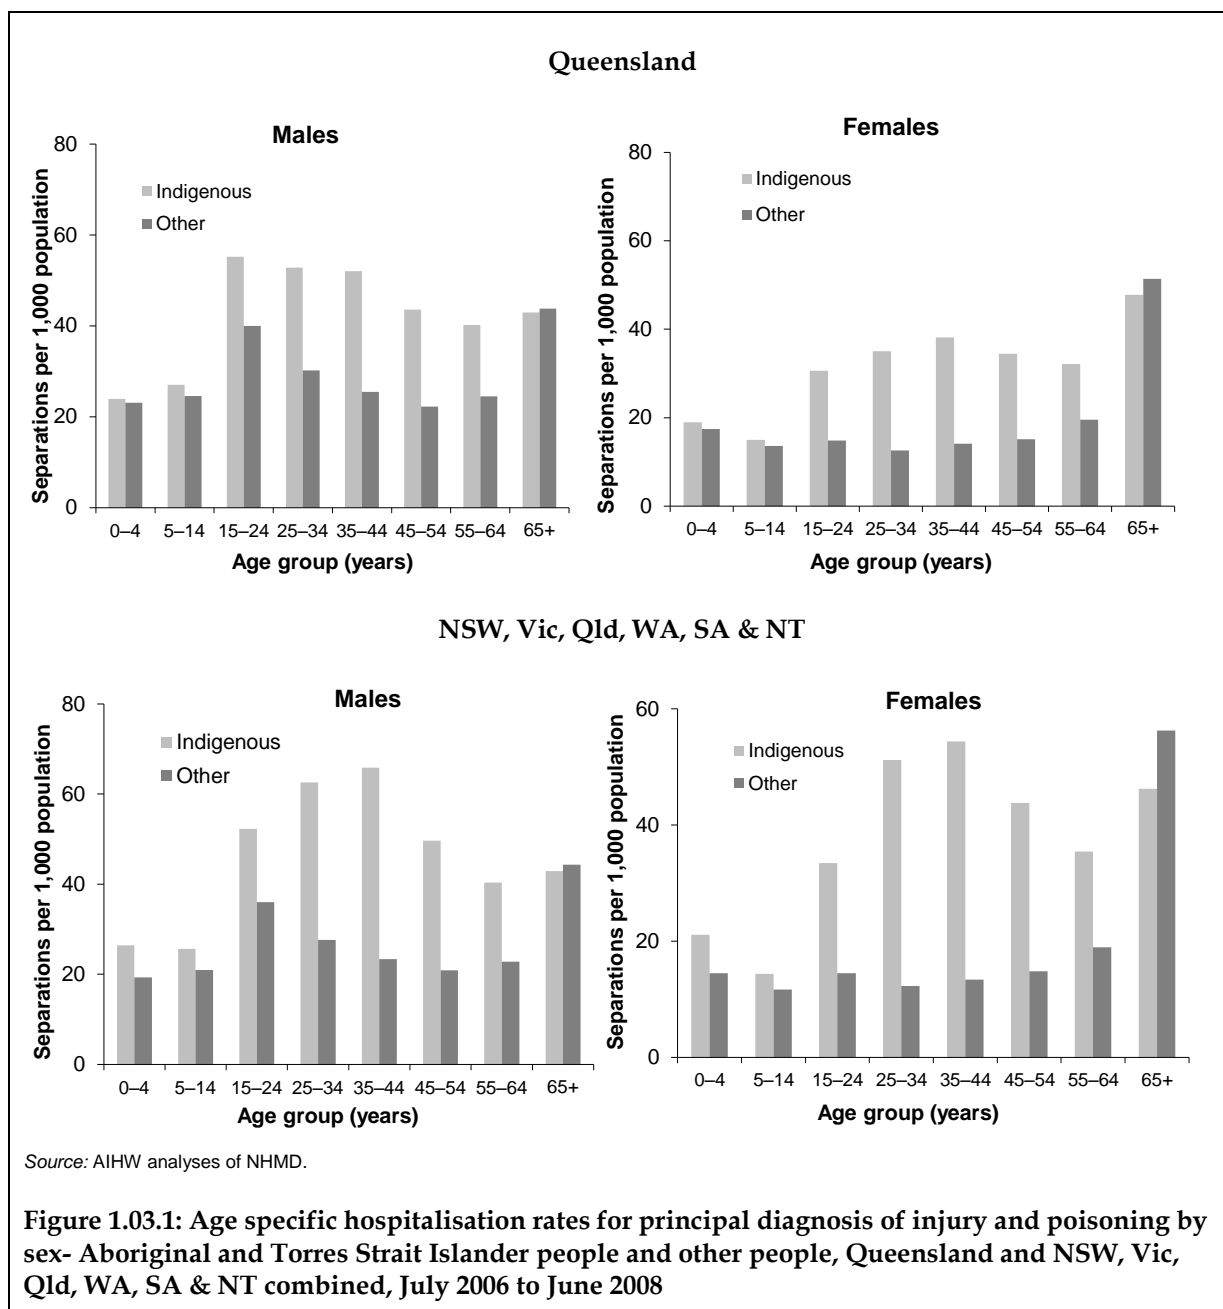 Queensland
Males
80
60
40
20
0
Separations per 1,000 population
Indigenous
Other
0–4 5–14 15–24 25–34 35–44 45–54 55–64 65+
Age group (years)
Females
80
60
40
20
0
Separations per 1,000 population
Indigenous
Other
0–4 5–14 15–24 25–34 35–44 45–54 55–64 65+
Age group (years)
NSW, Vic, Qld, WA, SA & NT
Males
80
60
40
20
0
Separations per 1,000 population
Indigenous
Other
0–4 5–14 15–24 25–34 35–44 45–54 55–64 65+
Age group (years)
Females
60
40
20
0
Separations per 1,000 population
Indigenous
Other
0–4 5–14 15–24 25–34 35–44 45–54 55–64 65+
Age group (years)
Source: AIHW analyses of NHMD.
Figure 1.03.1: Age specific hospitalisation rates for principal diagnosis of injury and poisoning by
sex- Aboriginal and Torres Strait Islander people and other people, Queensland and NSW, Vic,
Qld, WA, SA & NT combined, July 2006 to June 2008